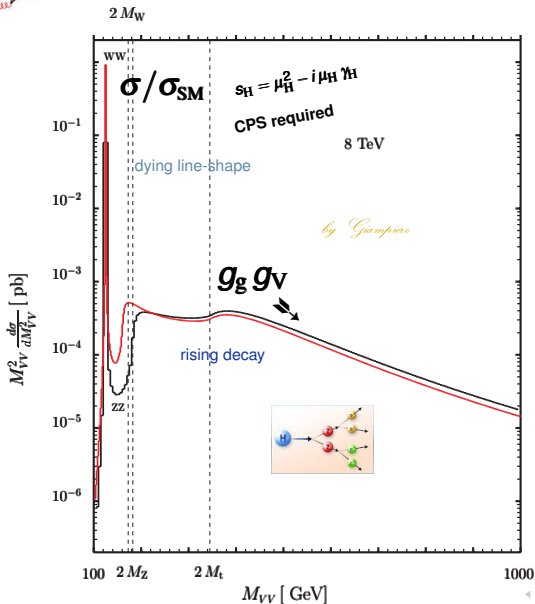 2 M_W
WW
σ/σ_SM
s_H = μ_H^2 − i μ_H γ_H
CPS required
8 TeV
10^−1
dying line-shape
10^−2
by Giampiero
10^−3
g_g g_V
M_VV^2 dσ/dM_VV^2 [ pb]
10^−4
rising decay
ZZ
10^−5
H
10^−6
100 2 M_Z 2 M_t 1000
M_VV [ GeV]